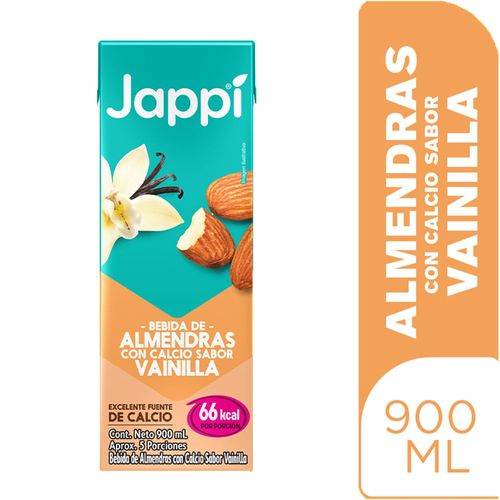 Jappi
Imagen Ilustrativa
- BEBIDA DE -
ALMENDRAS
CON CALCIO SABOR
VAINILLA
EXCELENTE FUENTE
DE CALCIO
66 kcal
POR PORCIÓN
Cont. Neto 900 mL
Aprox. 5 Porciones
Bebida de Almendras con Calcio Sabor Vainilla
ALMENDRAS
CON CALCIO SABOR
VAINILLA
900
ML